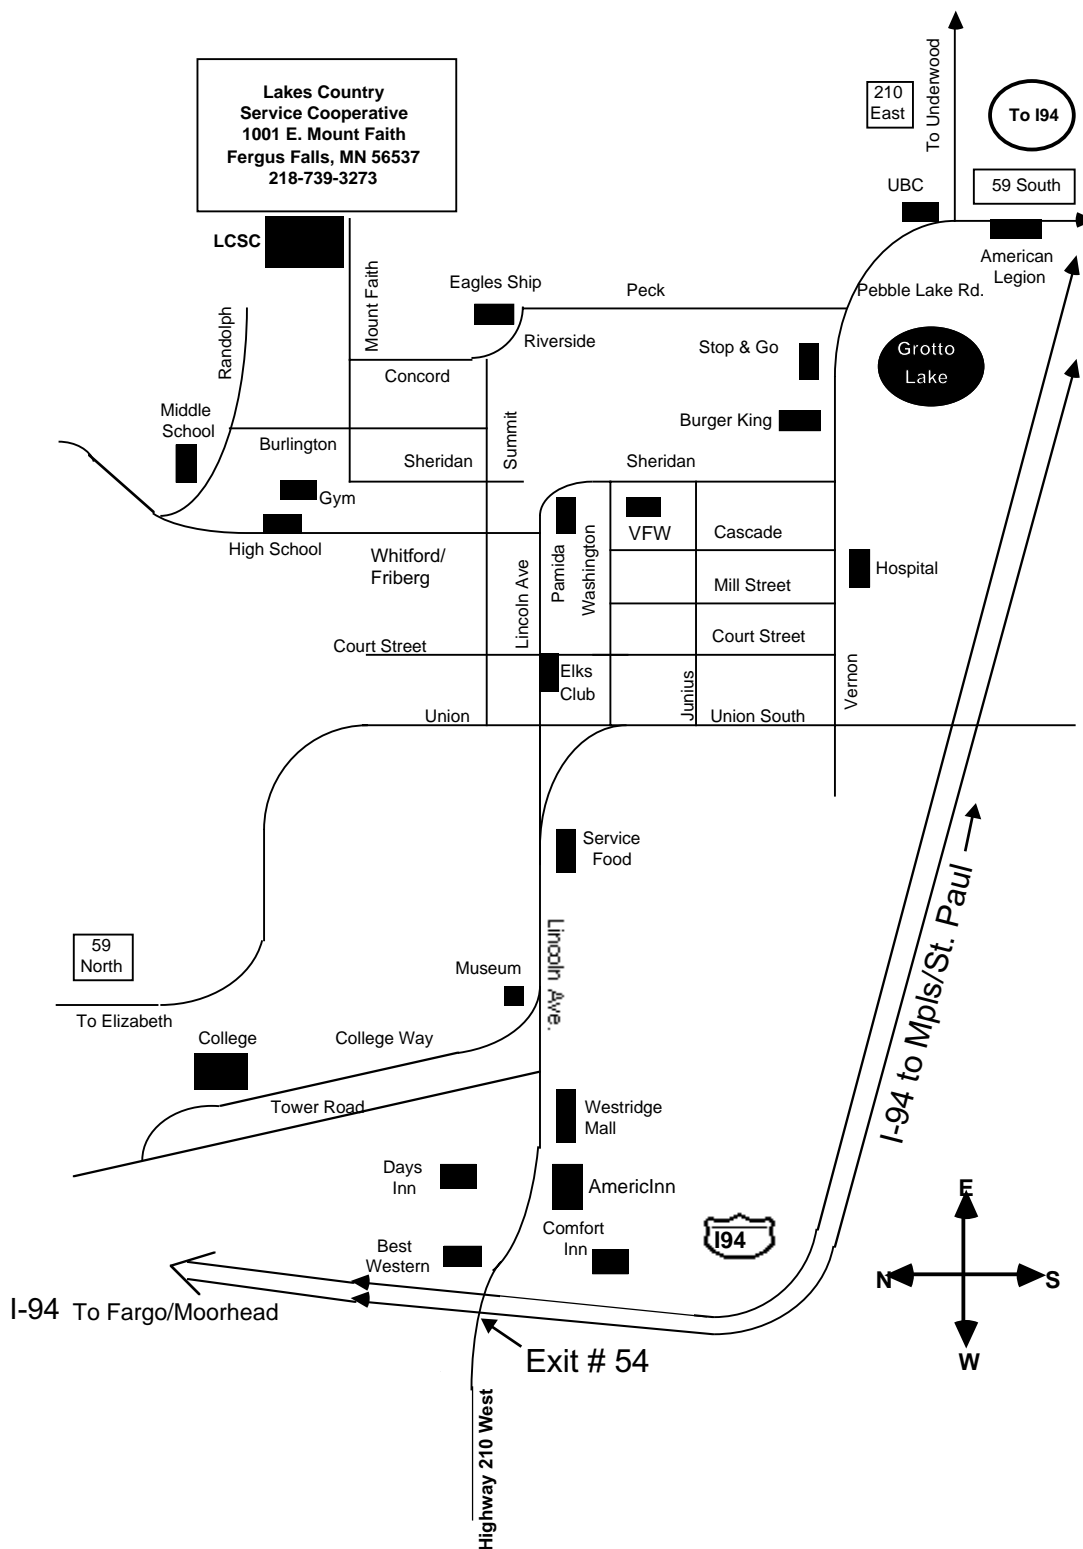 Lakes Country
Service Cooperative
1001 E. Mount Faith
Fergus Falls, MN 56537
218-739-3273
210
East
To Underwood
To I94
UBC
59 South
LCSC
American
Legion
Mount Faith
Eagles Ship
Peck
Pebble Lake Rd.
Randolph
Riverside
Stop & Go
Grotto
Lake
Concord
Middle
School
Summit
Burger King
Burlington
Sheridan
Sheridan
Gym
High School
Whitford/
Friberg
Lincoln Ave
Pamida
Washington
VFW
Cascade
Hospital
Mill Street
Court Street
Court Street
Elks
Club
Junius
Vernon
Union
Union South
Service
Food
Lincoln Ave.
I-94 to Mpls/St. Paul
59
North
Museum
To Elizabeth
College
College Way
Tower Road
Westridge
Mall
Days
Inn
AmericInn
Comfort
Inn
Best
Western
I94
E
N
S
W
I-94 To Fargo/Moorhead
Exit # 54
Highway 210 West